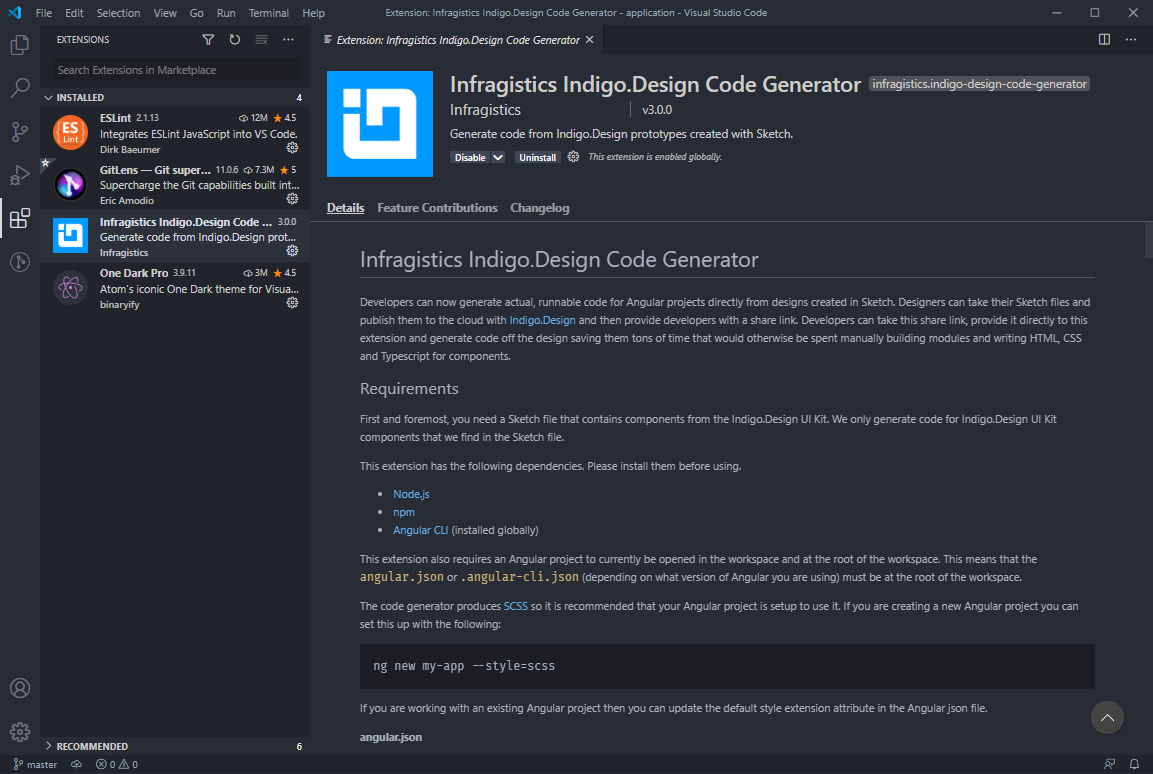 File Edit Selection View Go Run Terminal Help
Extension: Infragistics Indigo.Design Code Generator - application - Visual Studio Code
EXTENSIONS
Search Extensions in Marketplace
INSTALLED 4
ESLint 2.1.13 12M 4.5
Integrates ESLint JavaScript into VS Code.
Dirk Baeumer
ES
Lint
GitLens — Git super... 11.0.6 7.3M 5
Supercharge the Git capabilities built int...
Eric Amodio
Infragistics Indigo.Design Code ... 3.0.0
Generate code from Indigo.Design prot...
Infragistics
One Dark Pro 3.9.11 3M 4.5
Atom's iconic One Dark theme for Visua...
binaryify
RECOMMENDED 6
Extension: Infragistics Indigo.Design Code Generator
Infragistics Indigo.Design Code Generator infragistics.indigo-design-code-generator
Infragistics v3.0.0
Generate code from Indigo.Design prototypes created with Sketch.
Disable Uninstall This extension is enabled globally.
Details Feature Contributions Changelog
Infragistics Indigo.Design Code Generator
Developers can now generate actual, runnable code for Angular projects directly from designs created in Sketch. Designers can take their Sketch files and
publish them to the cloud with Indigo.Design and then provide developers with a share link. Developers can take this share link, provide it directly to this
extension and generate code off the design saving them tons of time that would otherwise be spent manually building modules and writing HTML, CSS
and Typescript for components.
Requirements
First and foremost, you need a Sketch file that contains components from the Indigo.Design UI Kit. We only generate code for Indigo.Design UI Kit
components that we find in the Sketch file.
This extension has the following dependencies. Please install them before using.
• Node.js
• npm
• Angular CLI (installed globally)
This extension also requires an Angular project to currently be opened in the workspace and at the root of the workspace. This means that the
angular.json or .angular-cli.json (depending on what version of Angular you are using) must be at the root of the workspace.
The code generator produces SCSS so it is recommended that your Angular project is setup to use it. If you are creating a new Angular project you can
set this up with the following:
ng new my-app --style=scss
If you are working with an existing Angular project then you can update the default style extension attribute in the Angular json file.
angular.json
master 0 0